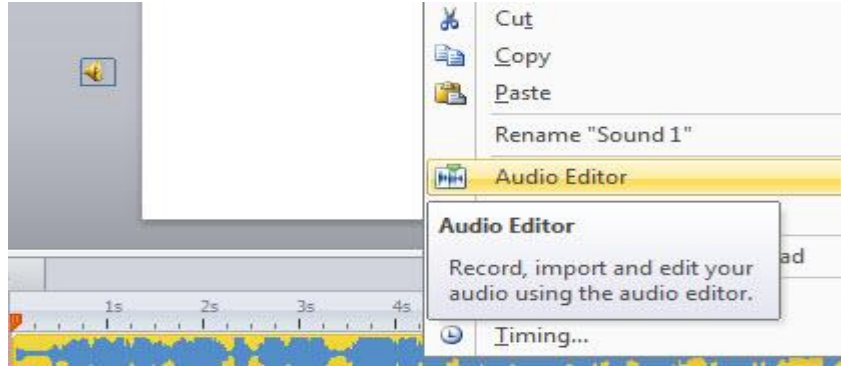 Cut
Copy
Paste
Rename "Sound 1"
Audio Editor
Audio Editor
Record, import and edit your
audio using the audio editor.
ad
1s 2s 3s 4s
Timing...